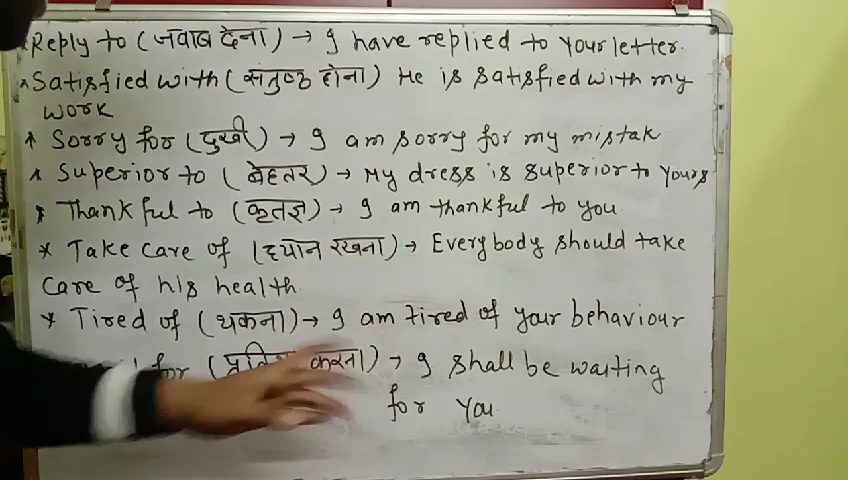 * Reply to (जवाब देना) → I have replied to your letter.
* Satisfied with (संतुष्ठ होना) He is satisfied with my
work
* Sorry for (दुखी) → I am sorry for my mistak
* Superior to (बेहतर) → My dress is superior to yours
* Thankful to (कृतज्ञ) → I am thankful to you
* Take care of (ध्यान रखना) → Everybody should take
care of his health
* Tired of (थकना) → I am tired of your behaviour
for ( करना) → I shall be waiting
for you